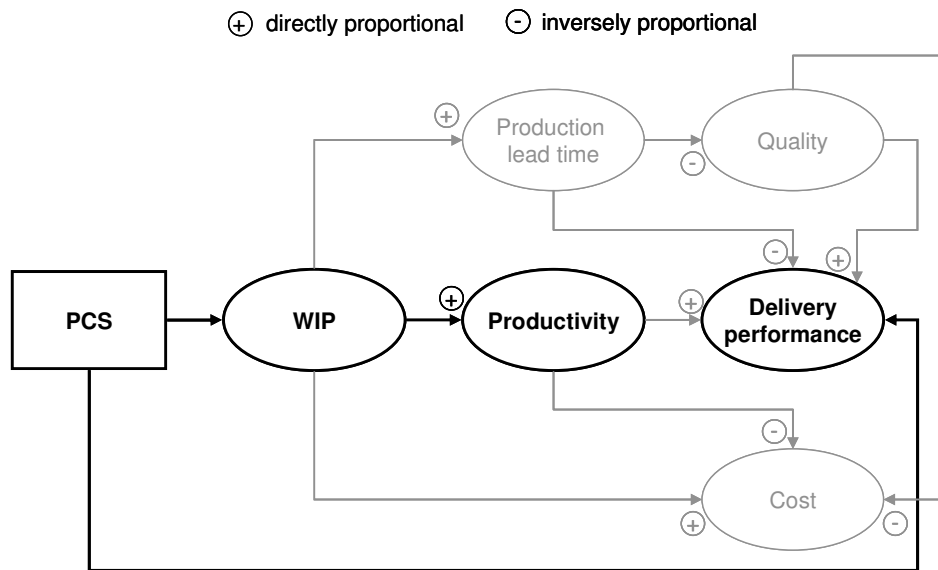 + directly proportional - inversely proportional
+
Production
lead time
-
Quality
-
+
PCS
WIP
+
Productivity
+
Delivery
performance
-
Cost
+
-